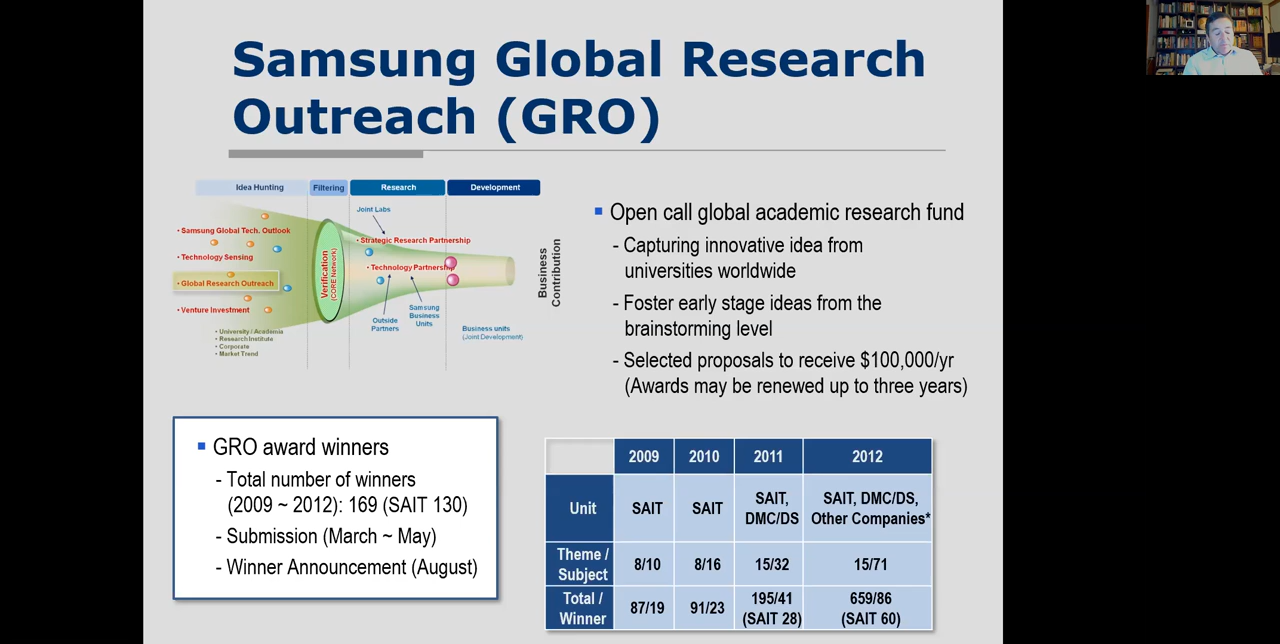 Samsung Global Research
Outreach (GRO)
Idea Hunting
Filtering
Research
Development
Joint Labs
• Samsung Global Tech. Outlook
• Strategic Research Partnership
• Technology Sensing
• Technology Partnership
• Global Research Outreach
• Venture Investment
Verification
(CORE Network)
Business
Contribution
Outside
Partners
Samsung
Business
Units
Business units
(Joint Development)
• University / Academia
• Research Institute
• Corporate
• Market Trend
Open call global academic research fund
- Capturing innovative idea from
universities worldwide
- Foster early stage ideas from the
brainstorming level
- Selected proposals to receive $100,000/yr
(Awards may be renewed up to three years)
GRO award winners
- Total number of winners
(2009 ~ 2012): 169 (SAIT 130)
- Submission (March ~ May)
- Winner Announcement (August)
2009 2010 2011 2012
Unit SAIT SAIT SAIT, DMC/DS SAIT, DMC/DS, Other Companies*
Theme / Subject 8/10 8/16 15/32 15/71
Total / Winner 87/19 91/23 195/41 (SAIT 28) 659/86 (SAIT 60)